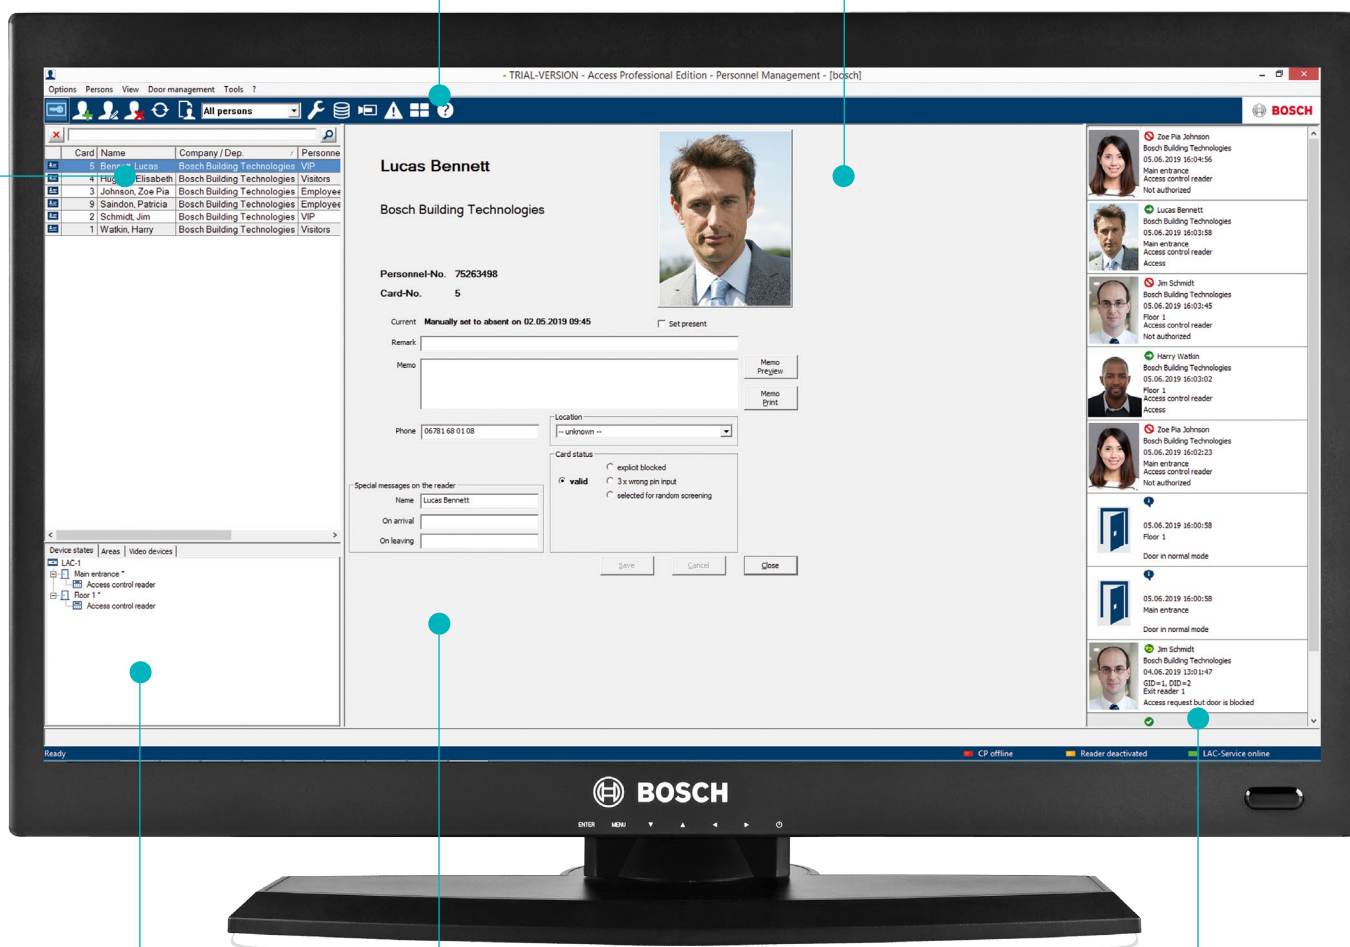 - TRIAL-VERSION - Access Professional Edition - Personnel Management - [bosch]
Options Persons View Door management Tools ?
All persons
BOSCH
Card Name Company / Dep. Personne
5 Lucas Bosch Building Technologies VIP
4 Elisabeth Bosch Building Technologies Visitors
3 Johnson, Zoe Pia Bosch Building Technologies Employee
9 Saindon, Patricia Bosch Building Technologies Employee
2 Schmidt, Jim Bosch Building Technologies VIP
1 Watkin, Harry Bosch Building Technologies Visitors
Device states Areas Video devices
LAC-1
Main entrance *
Access control reader
Floor 1 *
Access control reader
Lucas Bennett
Bosch Building Technologies
Personnel-No. 75263498
Card-No. 5
Current Manually set to absent on 02.05.2019 09:45
Set present
Remark
Memo
Memo
Preview
Memo
Print
Location
Phone 06781 68 01 08
-- unknown --
Card status
explicit blocked
valid
3 x wrong pin input
selected for random screening
Special messages on the reader
Name Lucas Bennett
On arrival
On leaving
Save Cancel Close
Zoe Pia Johnson
Bosch Building Technologies
05.06.2019 16:04:56
Main entrance
Access control reader
Not authorized
Lucas Bennett
Bosch Building Technologies
05.06.2019 16:03:58
Main entrance
Access control reader
Access
Jim Schmidt
Bosch Building Technologies
05.06.2019 16:03:45
Floor 1
Access control reader
Not authorized
Harry Watkin
Bosch Building Technologies
05.06.2019 16:03:02
Floor 1
Access control reader
Access
Zoe Pia Johnson
Bosch Building Technologies
05.06.2019 16:02:23
Main entrance
Access control reader
Not authorized
05.06.2019 16:00:58
Floor 1
Door in normal mode
05.06.2019 16:00:58
Main entrance
Door in normal mode
Jim Schmidt
Bosch Building Technologies
04.06.2019 13:01:47
GID=1, DID=2
Exit reader 1
Access request but door is blocked
Ready
CP offline
Reader deactivated
LAC-Service online
BOSCH
ENTER MENU